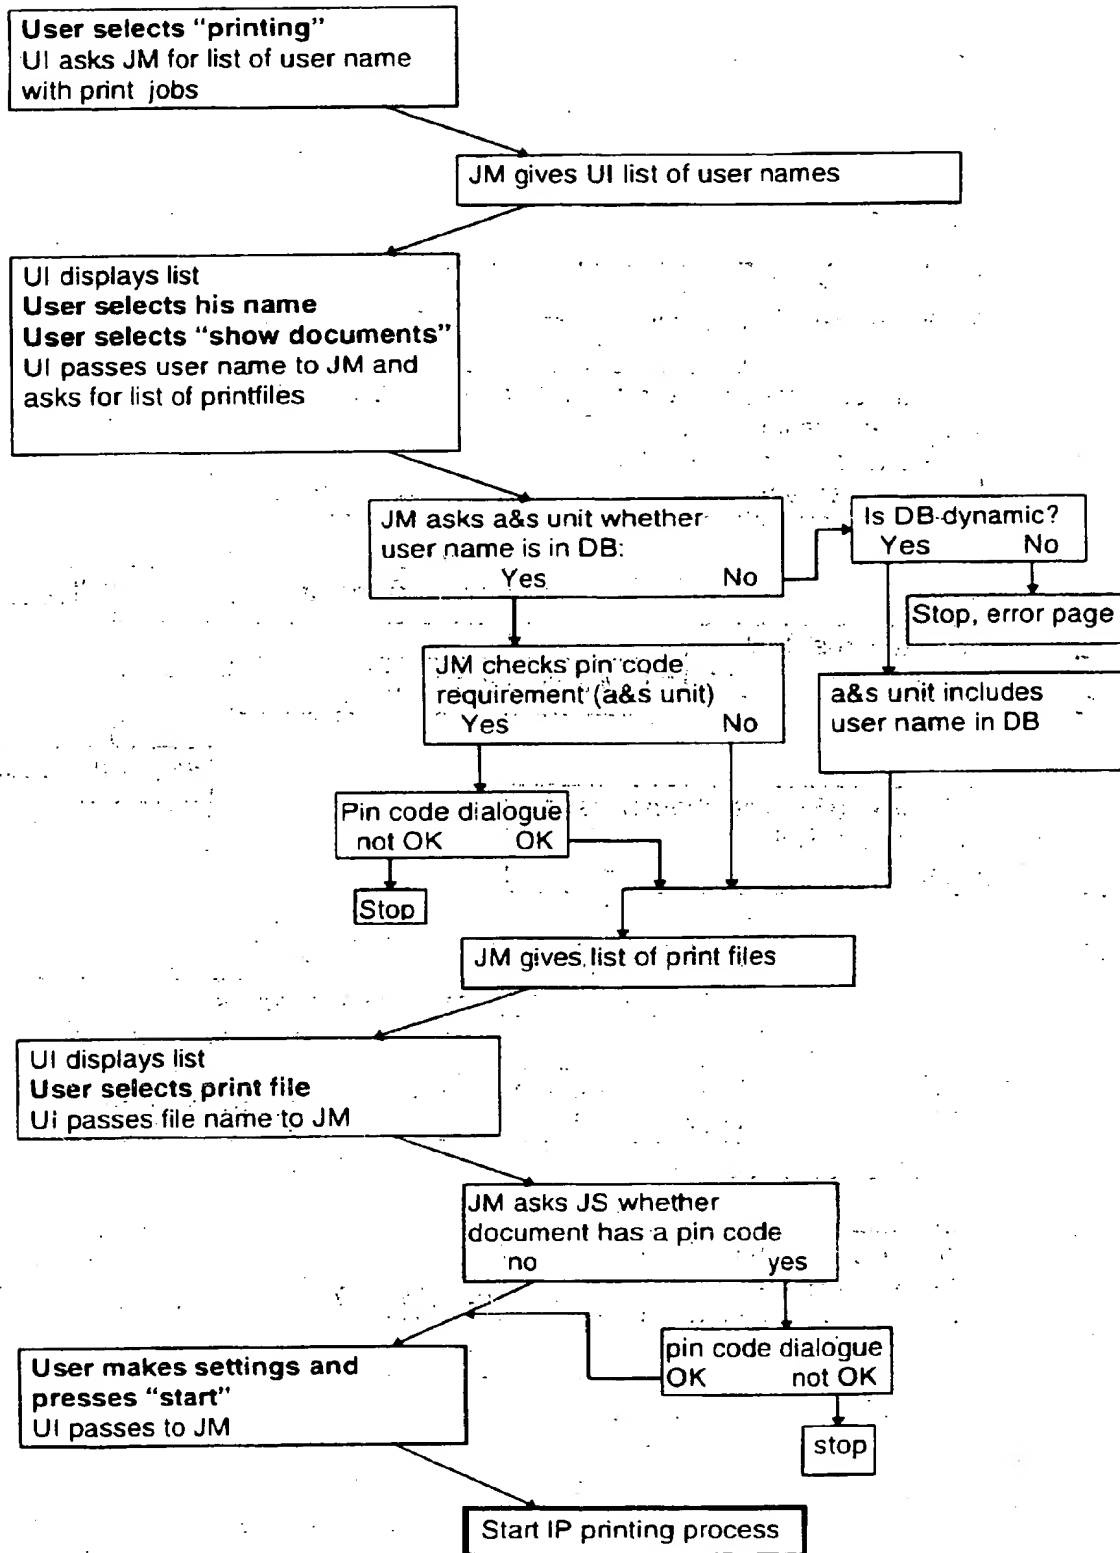 User selects “printing”
UI asks JM for list of user name
with print jobs
JM gives UI list of user names
UI displays list
User selects his name
User selects “show documents”
UI passes user name to JM and
asks for list of printfiles
JM asks a&s unit whether
user name is in DB:
Yes No
Is DB dynamic?
Yes No
Stop, error page
JM checks pin code
requirement (a&s unit)
Yes No
a&s unit includes
user name in DB
Pin code dialogue
not OK OK
Stop
JM gives list of print files
UI displays list
User selects print file
Ui passes file name to JM
JM asks JS whether
document has a pin code
no yes
pin code dialogue
OK not OK
User makes settings and
presses “start”
UI passes to JM
stop
Start IP printing process